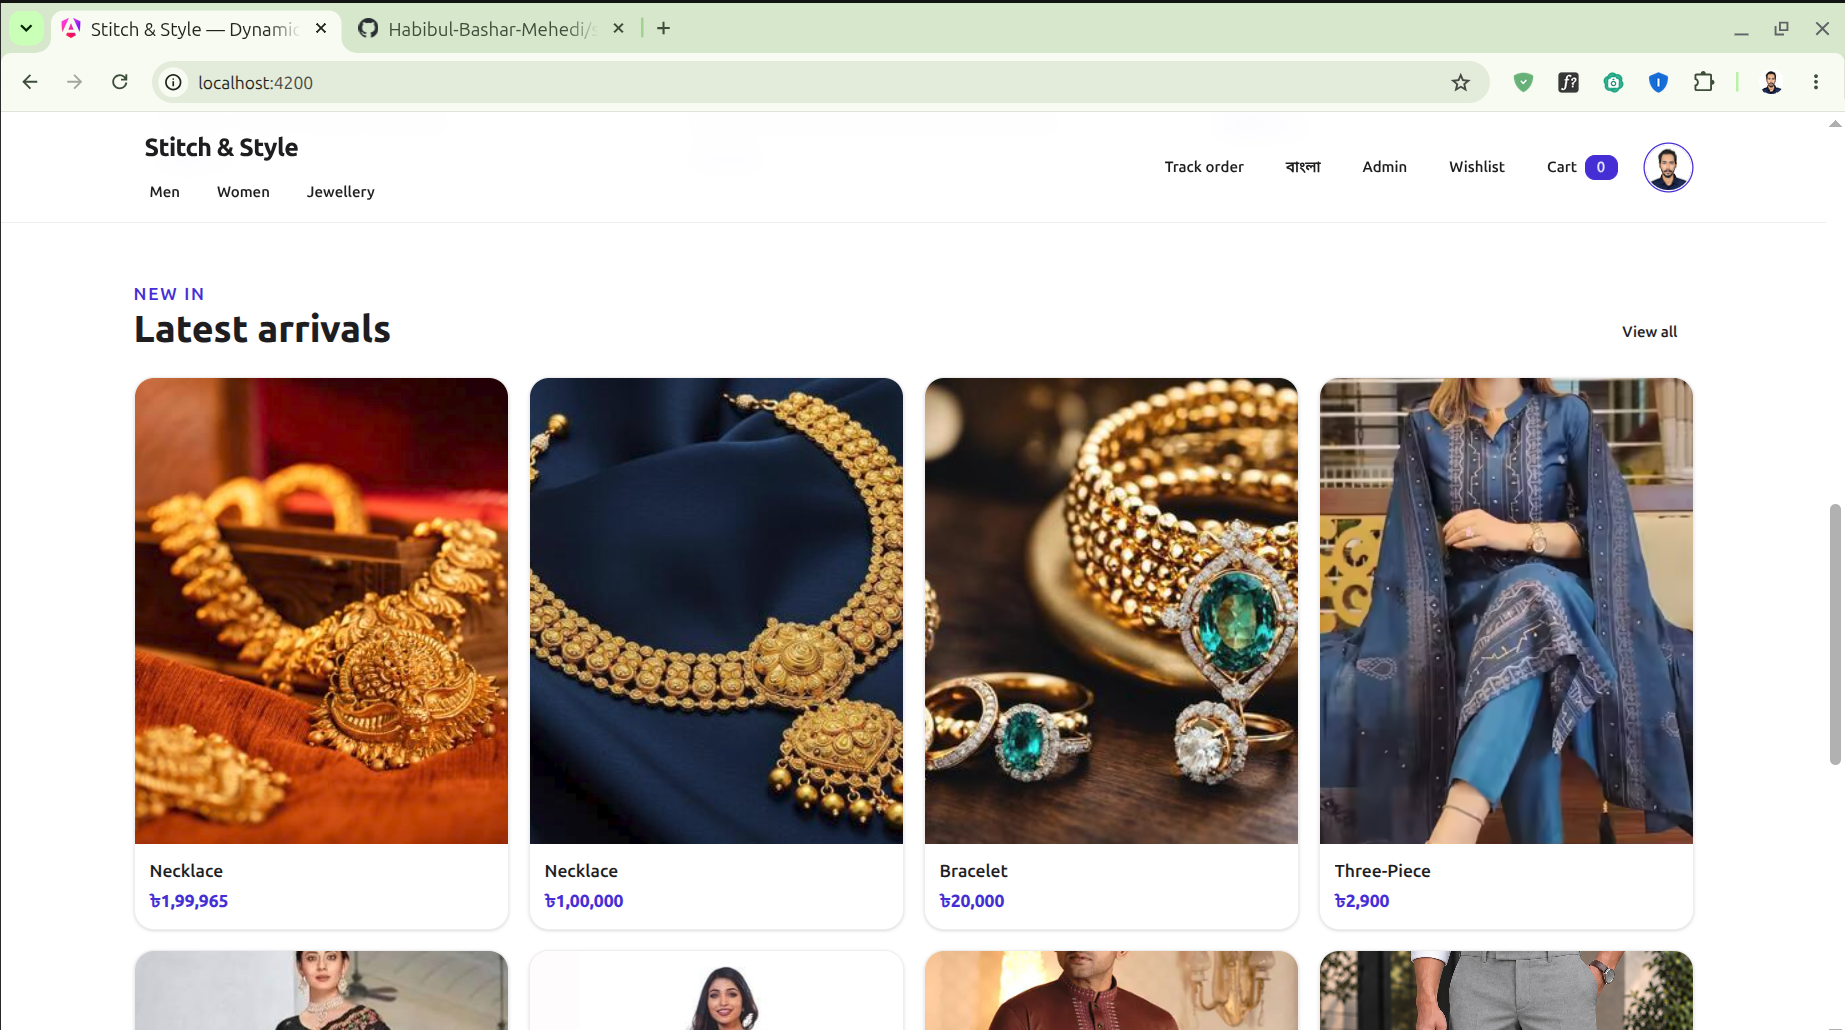 Stitch & Style — Dynamic
Habibul-Bashar-Mehedi/s
localhost:4200
Stitch & Style
Men Women Jewellery
Track order বাংলা Admin Wishlist Cart 0
NEW IN
Latest arrivals
View all
Necklace
৳1,99,965
Necklace
৳1,00,000
Bracelet
৳20,000
Three-Piece
৳2,900